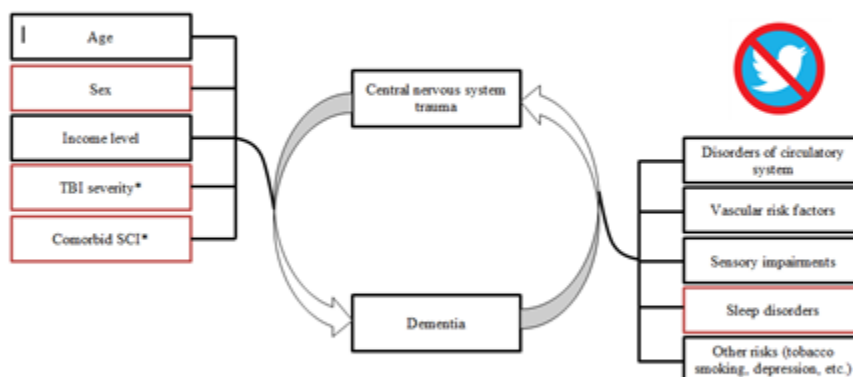 Age
Sex
Income level
TBI severity*
Comorbid SCI*
Central nervous system
trauma
Dementia
Disorders of circulatory
system
Vascular risk factors
Sensory impairments
Sleep disorders
Other risks (tobacco
smoking, depression, etc.)